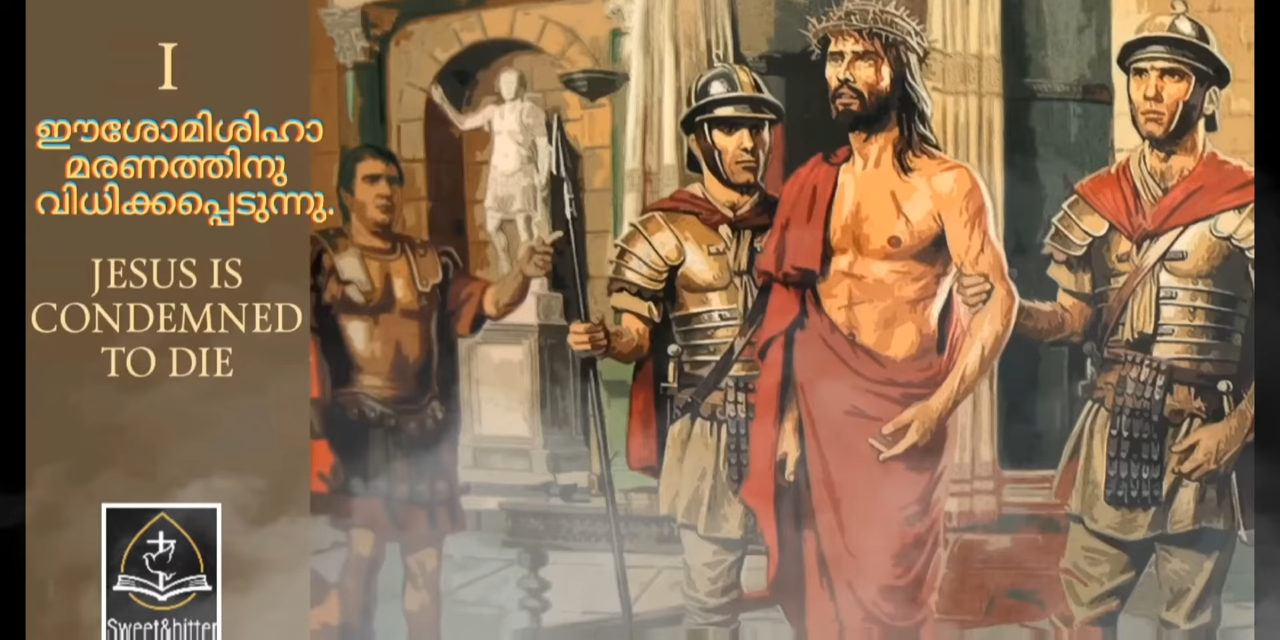 I
ഈശോമിശിഹാ
മരണത്തിനു
വിധിക്കപ്പെടുന്നു.
JESUS IS
CONDEMNED
TO DIE
Sweet&bitter